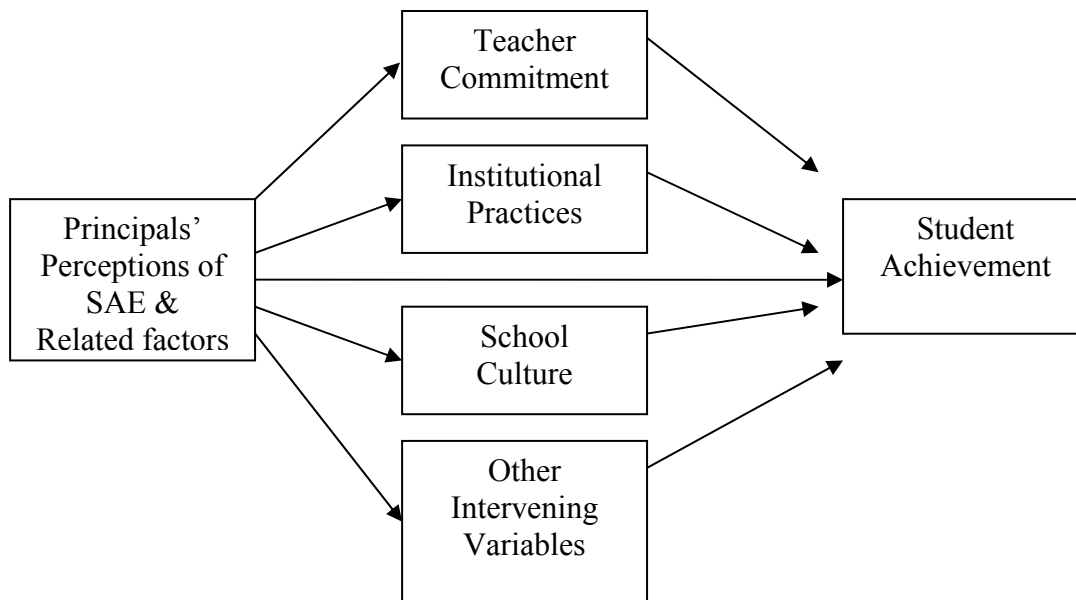 Teacher
Commitment
Institutional
Practices
Principals’
Perceptions of
SAE &
Related factors
Student
Achievement
School
Culture
Other
Intervening
Variables